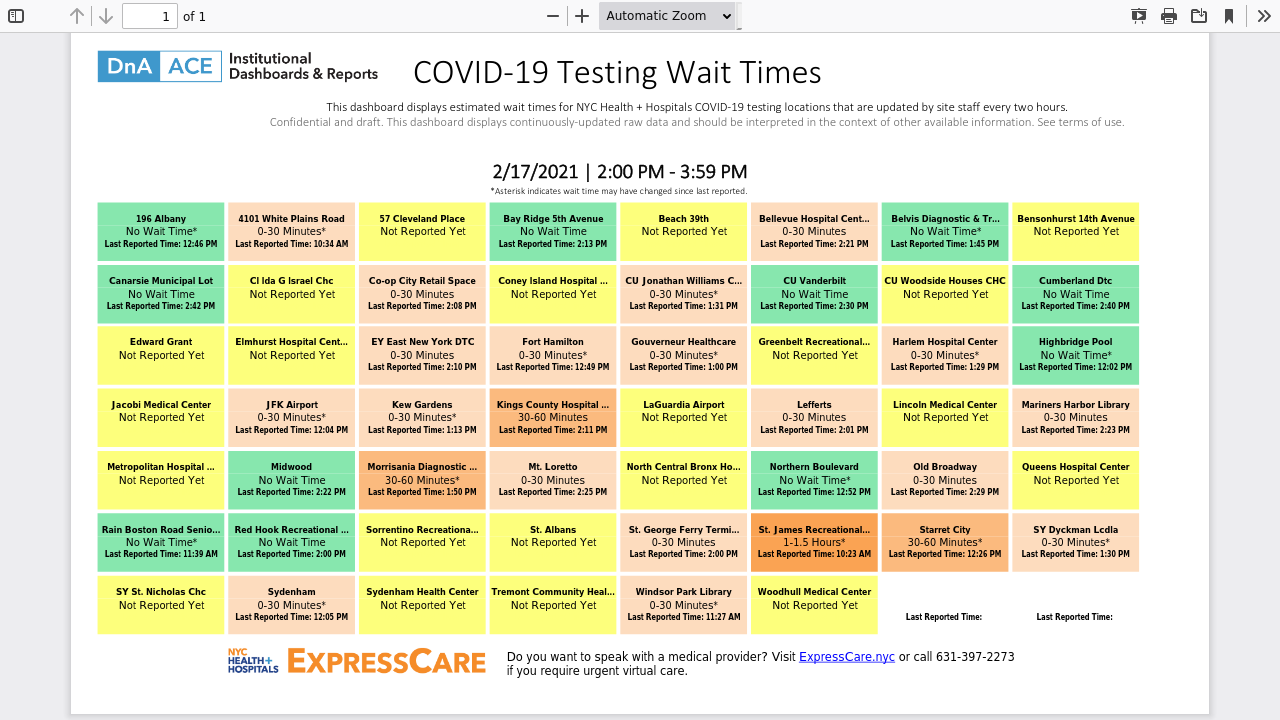 1 of 1 Automatic Zoom
DnA ACE Institutional
Dashboards & Reports
COVID-19 Testing Wait Times
This dashboard displays estimated wait times for NYC Health + Hospitals COVID-19 testing locations that are updated by site staff every two hours.
Confidential and draft. This dashboard displays continuously-updated raw data and should be interpreted in the context of other available information. See terms of use.
2/17/2021 | 2:00 PM - 3:59 PM
*Asterisk indicates wait time may have changed since last reported.
196 Albany
No Wait Time*
Last Reported Time: 12:46 PM
4101 White Plains Road
0-30 Minutes*
Last Reported Time: 10:34 AM
57 Cleveland Place
Not Reported Yet
Bay Ridge 5th Avenue
No Wait Time
Last Reported Time: 2:13 PM
Beach 39th
Not Reported Yet
Bellevue Hospital Cent...
0-30 Minutes
Last Reported Time: 2:21 PM
Belvis Diagnostic & Tr...
No Wait Time*
Last Reported Time: 1:45 PM
Bensonhurst 14th Avenue
Not Reported Yet
Canarsie Municipal Lot
No Wait Time
Last Reported Time: 2:42 PM
Cl Ida G Israel Chc
Not Reported Yet
Co-op City Retail Space
0-30 Minutes
Last Reported Time: 2:08 PM
Coney Island Hospital ...
Not Reported Yet
CU Jonathan Williams C...
0-30 Minutes*
Last Reported Time: 1:31 PM
CU Vanderbilt
No Wait Time
Last Reported Time: 2:30 PM
CU Woodside Houses CHC
Not Reported Yet
Cumberland Dtc
No Wait Time
Last Reported Time: 2:40 PM
Edward Grant
Not Reported Yet
Elmhurst Hospital Cent...
Not Reported Yet
EY East New York DTC
0-30 Minutes
Last Reported Time: 2:10 PM
Fort Hamilton
0-30 Minutes*
Last Reported Time: 12:49 PM
Gouverneur Healthcare
0-30 Minutes*
Last Reported Time: 1:00 PM
Greenbelt Recreational...
Not Reported Yet
Harlem Hospital Center
0-30 Minutes*
Last Reported Time: 1:29 PM
Highbridge Pool
No Wait Time*
Last Reported Time: 12:02 PM
Jacobi Medical Center
Not Reported Yet
JFK Airport
0-30 Minutes*
Last Reported Time: 12:04 PM
Kew Gardens
0-30 Minutes*
Last Reported Time: 1:13 PM
Kings County Hospital ...
30-60 Minutes
Last Reported Time: 2:11 PM
LaGuardia Airport
Not Reported Yet
Lefferts
0-30 Minutes
Last Reported Time: 2:01 PM
Lincoln Medical Center
Not Reported Yet
Mariners Harbor Library
0-30 Minutes
Last Reported Time: 2:23 PM
Metropolitan Hospital ...
Not Reported Yet
Midwood
No Wait Time
Last Reported Time: 2:22 PM
Morrisania Diagnostic ...
30-60 Minutes*
Last Reported Time: 1:50 PM
Mt. Loretto
0-30 Minutes
Last Reported Time: 2:25 PM
North Central Bronx Ho...
Not Reported Yet
Northern Boulevard
No Wait Time*
Last Reported Time: 12:52 PM
Old Broadway
0-30 Minutes
Last Reported Time: 2:29 PM
Queens Hospital Center
Not Reported Yet
Rain Boston Road Senio...
No Wait Time*
Last Reported Time: 11:39 AM
Red Hook Recreational ...
No Wait Time
Last Reported Time: 2:00 PM
Sorrentino Recreationa...
Not Reported Yet
St. Albans
Not Reported Yet
St. George Ferry Termi...
0-30 Minutes
Last Reported Time: 2:00 PM
St. James Recreational...
1-1.5 Hours*
Last Reported Time: 10:23 AM
Starret City
30-60 Minutes*
Last Reported Time: 12:26 PM
SY Dyckman Lcdla
0-30 Minutes*
Last Reported Time: 1:30 PM
SY St. Nicholas Chc
Not Reported Yet
Sydenham
0-30 Minutes*
Last Reported Time: 12:05 PM
Sydenham Health Center
Not Reported Yet
Tremont Community Heal...
Not Reported Yet
Windsor Park Library
0-30 Minutes*
Last Reported Time: 11:27 AM
Woodhull Medical Center
Not Reported Yet
Last Reported Time:
Last Reported Time:
NYC
HEALTH+
HOSPITALS
EXPRESSCARE
Do you want to speak with a medical provider? Visit ExpressCare.nyc or call 631-397-2273
if you require urgent virtual care.